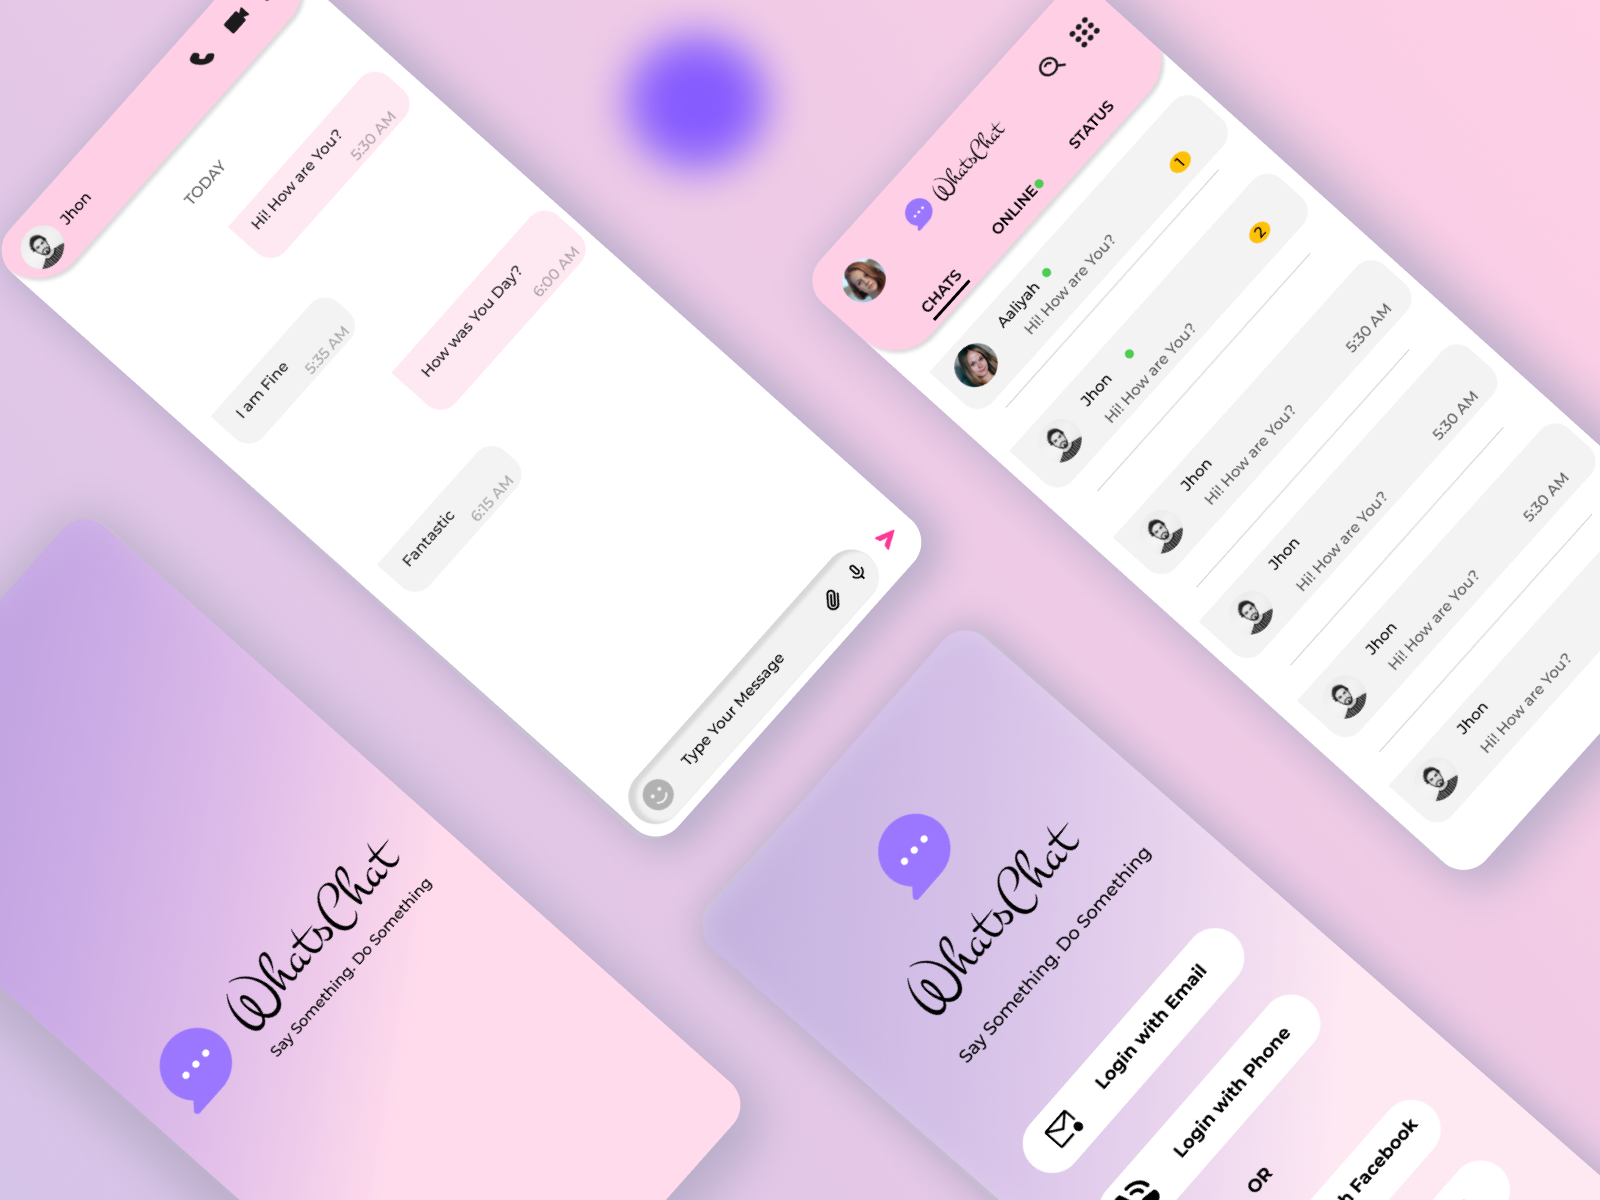 Jhon
TODAY
Hi! How are You?
5:30 AM
I am Fine
5:35 AM
How was You Day?
6:00 AM
Fantastic
6:15 AM
Type Your Message
WhatsChat
CHATS
ONLINE
STATUS
Aaliyah
Hi! How are You?
1
Jhon
Hi! How are You?
2
Jhon
Hi! How are You?
5:30 AM
Jhon
Hi! How are You?
5:30 AM
Jhon
Hi! How are You?
5:30 AM
Jhon
Hi! How are You?
WhatsChat
Say Something. Do Something
WhatsChat
Say Something. Do Something
Login with Email
Login with Phone
OR
h Facebook